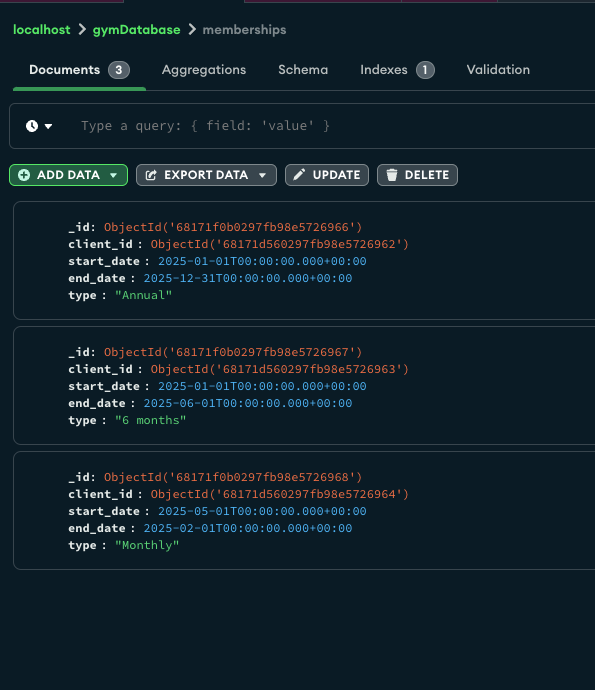 localhost > gymDatabase > memberships
Documents 3 Aggregations Schema Indexes 1 Validation
Type a query: { field: 'value' }
ADD DATA EXPORT DATA UPDATE DELETE
_id: ObjectId('68171f0b0297fb98e5726966')
client_id : ObjectId('68171d560297fb98e5726962')
start_date : 2025-01-01T00:00:00.000+00:00
end_date : 2025-12-31T00:00:00.000+00:00
type : "Annual"
_id: ObjectId('68171f0b0297fb98e5726967')
client_id : ObjectId('68171d560297fb98e5726963')
start_date : 2025-01-01T00:00:00.000+00:00
end_date : 2025-06-01T00:00:00.000+00:00
type : "6 months"
_id: ObjectId('68171f0b0297fb98e5726968')
client_id : ObjectId('68171d560297fb98e5726964')
start_date : 2025-05-01T00:00:00.000+00:00
end_date : 2025-02-01T00:00:00.000+00:00
type : "Monthly"